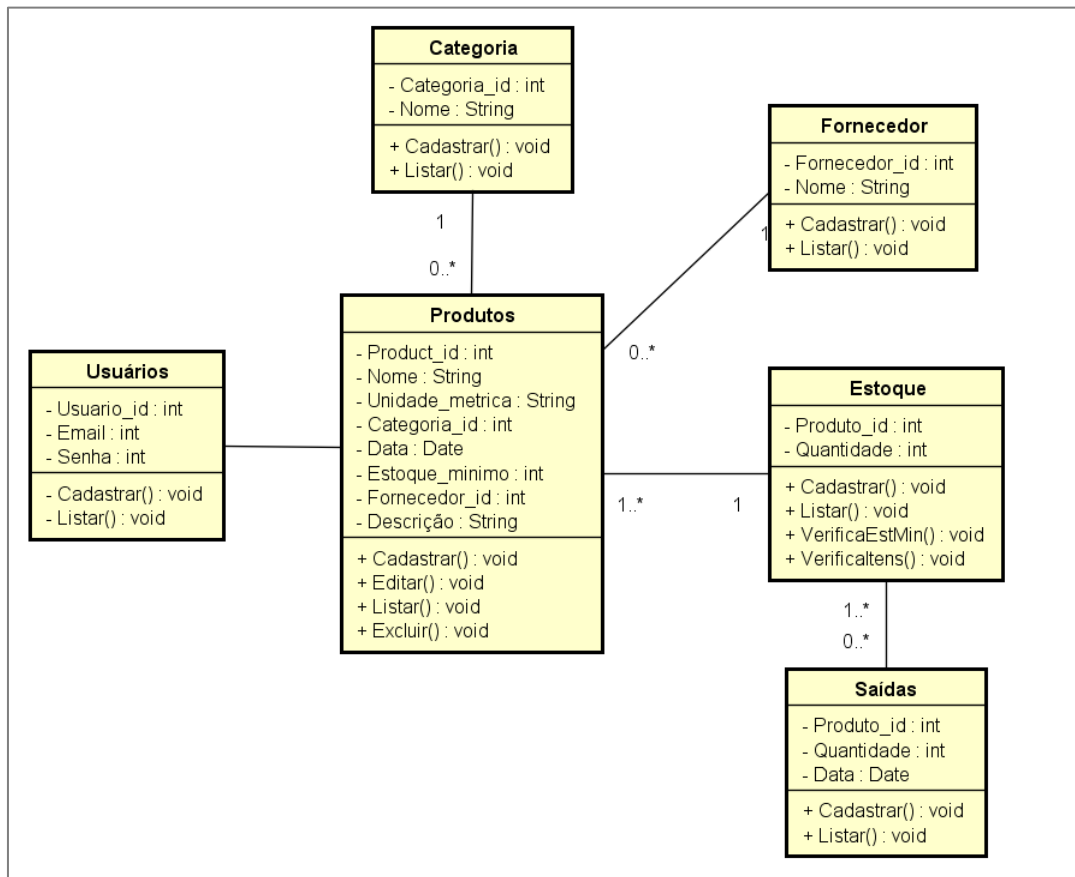 Categoria
- Categoria_id : int
- Nome : String
+ Cadastrar() : void
+ Listar() : void
1
0..*
Fornecedor
- Fornecedor_id : int
- Nome : String
+ Cadastrar() : void
+ Listar() : void
1
0..*
Produtos
- Product_id : int
- Nome : String
- Unidade_metrica : String
- Categoria_id : int
- Data : Date
- Estoque_minimo : int
- Fornecedor_id : int
- Descrição : String
+ Cadastrar() : void
+ Editar() : void
+ Listar() : void
+ Excluir() : void
Usuários
- Usuario_id : int
- Email : int
- Senha : int
- Cadastrar() : void
- Listar() : void
1..*
1
Estoque
- Produto_id : int
- Quantidade : int
+ Cadastrar() : void
+ Listar() : void
+ VerificaEstMin() : void
+ VerificaItens() : void
1..*
0..*
Saídas
- Produto_id : int
- Quantidade : int
- Data : Date
+ Cadastrar() : void
+ Listar() : void